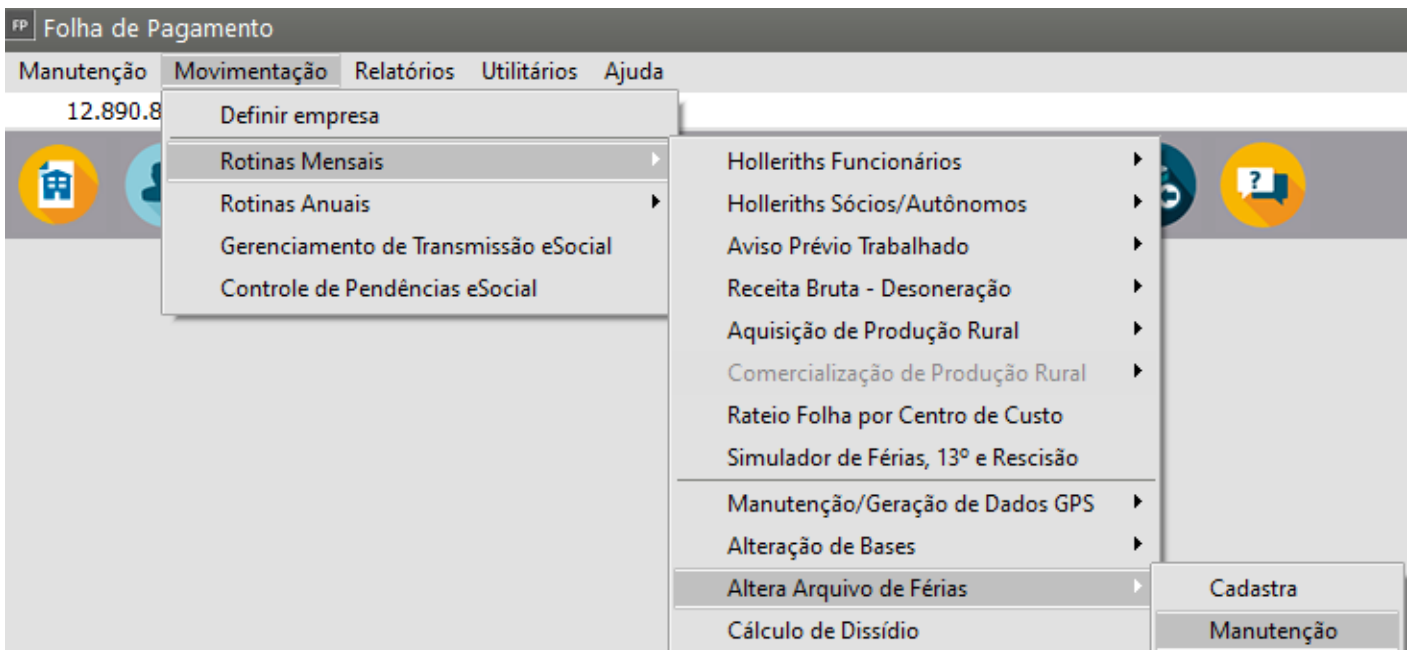 FP Folha de Pagamento
Manutenção Movimentação Relatórios Utilitários Ajuda
12.890.8
Definir empresa
Rotinas Mensais
Rotinas Anuais
Gerenciamento de Transmissão eSocial
Controle de Pendências eSocial
Holleriths Funcionários
Holleriths Sócios/Autônomos
Aviso Prévio Trabalhado
Receita Bruta - Desoneração
Aquisição de Produção Rural
Comercialização de Produção Rural
Rateio Folha por Centro de Custo
Simulador de Férias, 13º e Rescisão
Manutenção/Geração de Dados GPS
Alteração de Bases
Altera Arquivo de Férias
Cálculo de Dissídio
Cadastra
Manutenção
?